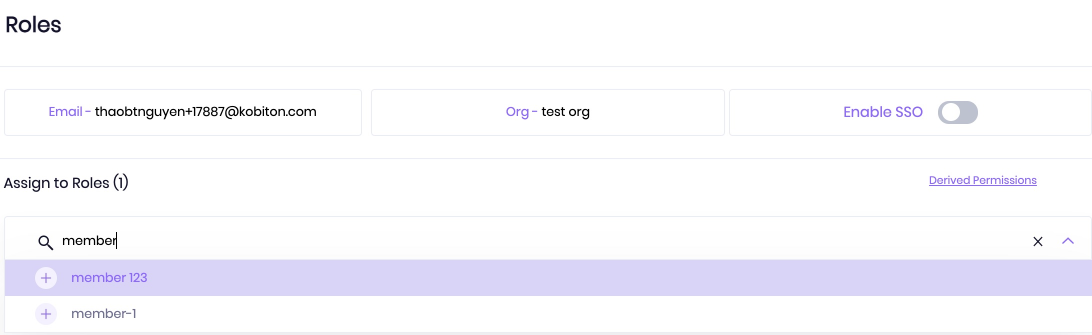 Roles
Email - thaobtnguyen+17887@kobiton.com
Org - test org
Enable SSO
Assign to Roles (1)
Derived Permissions
member
member 123
member-1